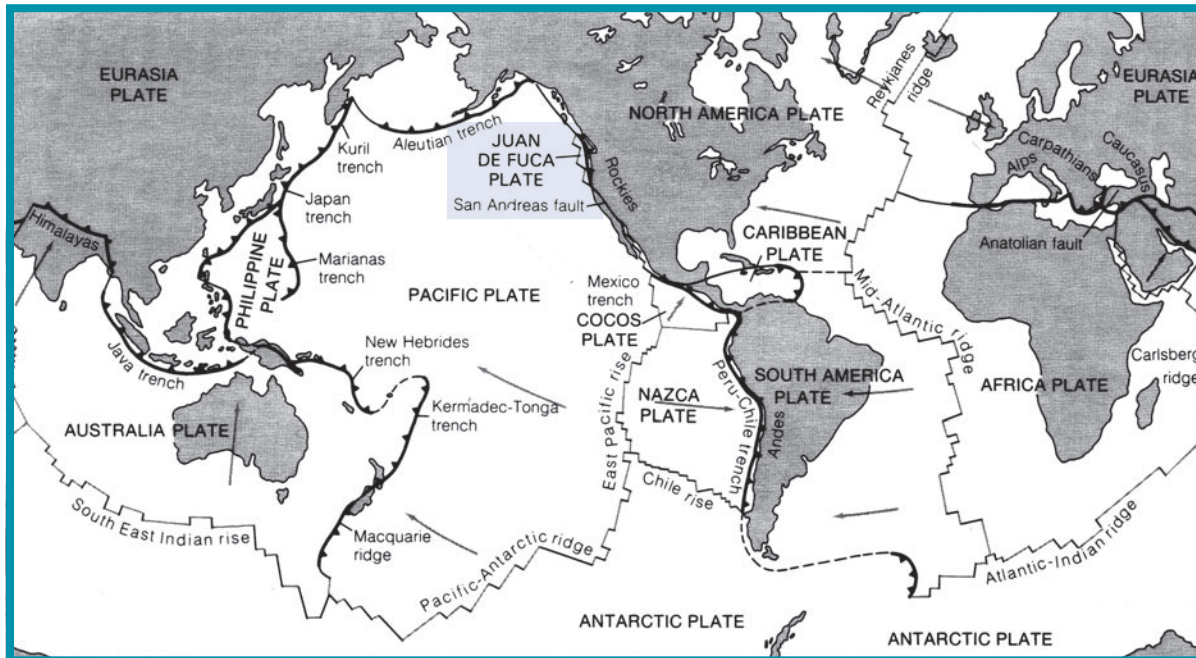 EURASIA
PLATE
Kuril
trench
Aleutian trench
Japan
trench
Himalayas
Marianas
trench
PHILIPPINE
PLATE
Java trench
PACIFIC PLATE
New Hebrides
trench
Kermadec-Tonga
trench
AUSTRALIA PLATE
South East Indian rise
Macquarie
ridge
Pacific-Antarctic ridge
JUAN
DE FUCA
PLATE
San Andreas fault
Rockies
NORTH AMERICA PLATE
Reykjanes
ridge
EURASIA
PLATE
Carpathians
Alps
Caucasus
Anatolian fault
CARIBBEAN
PLATE
Mexico
trench
COCOS
PLATE
Mid-Atlantic ridge
East Pacific rise
NAZCA
PLATE
Peru-Chile trench
Andes
SOUTH AMERICA
PLATE
AFRICA PLATE
Carlsberg
ridge
Chile rise
Atlantic-Indian ridge
ANTARCTIC PLATE
ANTARCTIC PLATE